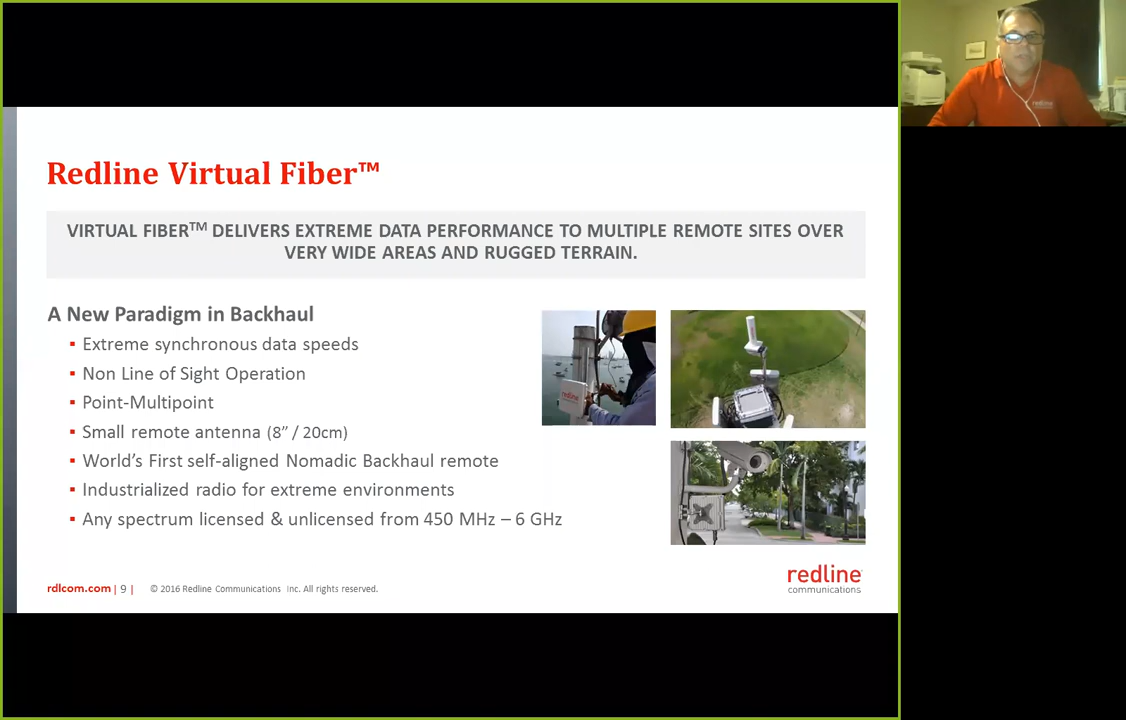 Redline Virtual Fiber™
VIRTUAL FIBER™ DELIVERS EXTREME DATA PERFORMANCE TO MULTIPLE REMOTE SITES OVER
VERY WIDE AREAS AND RUGGED TERRAIN.
A New Paradigm in Backhaul
▪ Extreme synchronous data speeds
▪ Non Line of Sight Operation
▪ Point-Multipoint
▪ Small remote antenna (8” / 20cm)
▪ World’s First self-aligned Nomadic Backhaul remote
▪ Industrialized radio for extreme environments
▪ Any spectrum licensed & unlicensed from 450 MHz – 6 GHz
redline
redline
rdlcom.com | 9 | © 2016 Redline Communications Inc. All rights reserved.
redline
communications